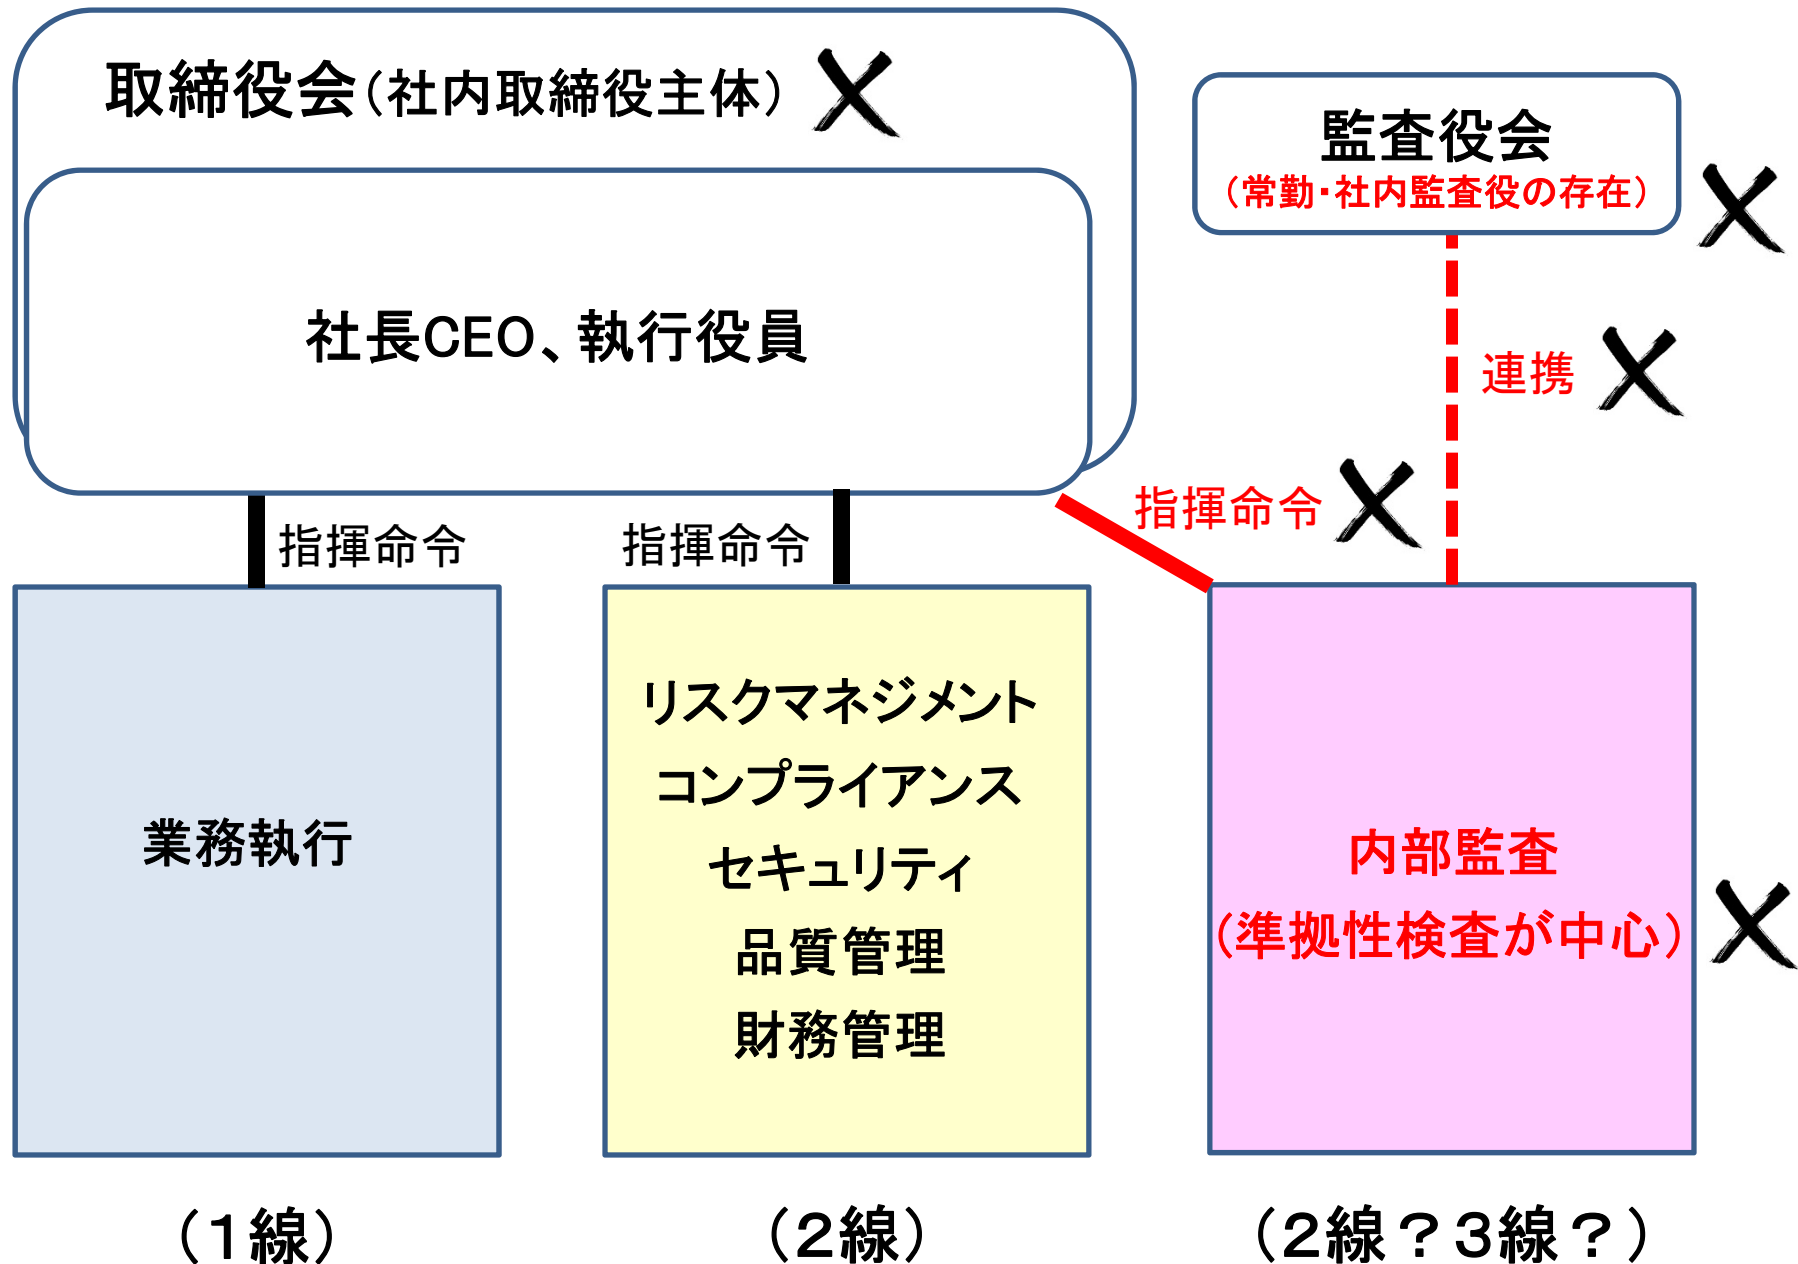 取締役会（社内取締役主体）
監査役会
（常勤・社内監査役の存在）
社長CEO、執行役員
連携
指揮命令
指揮命令
指揮命令
業務執行
リスクマネジメント
コンプライアンス
セキュリティ
品質管理
財務管理
内部監査
（準拠性検査が中心）
（１線）
（２線）
（２線？３線？）